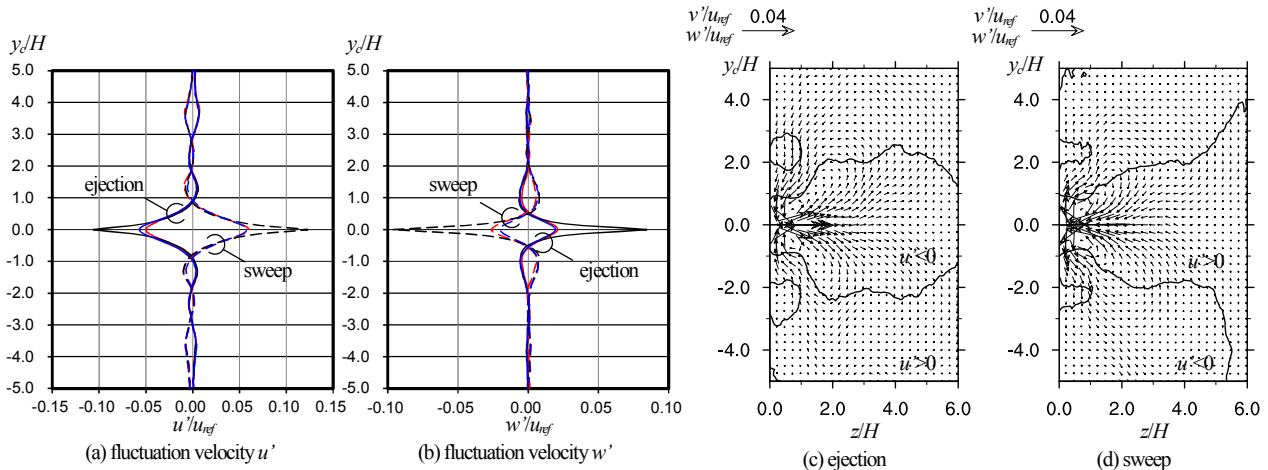 y_c/H
5.0
4.0
3.0
2.0
1.0
0.0
-1.0
-2.0
-3.0
-4.0
-5.0
ejection
sweep
-0.15 -0.10 -0.05 0.00 0.05 0.10 0.15
u'/u_ref
(a) fluctuation velocity u'
y_c/H
5.0
4.0
3.0
2.0
1.0
0.0
-1.0
-2.0
-3.0
-4.0
-5.0
sweep
ejection
-0.10 -0.05 0.00 0.05 0.10
w'/u_ref
(b) fluctuation velocity w'
v'/u_ref 0.04
w'/u_ref
y_c/H
4.0
2.0
0.0
-2.0
-4.0
u'<0
u'>0
0.0 2.0 4.0 6.0
z/H
(c) ejection
v'/u_ref 0.04
w'/u_ref
y_c/H
4.0
2.0
0.0
-2.0
-4.0
u'>0
u'<0
0.0 2.0 4.0 6.0
z/H
(d) sweep